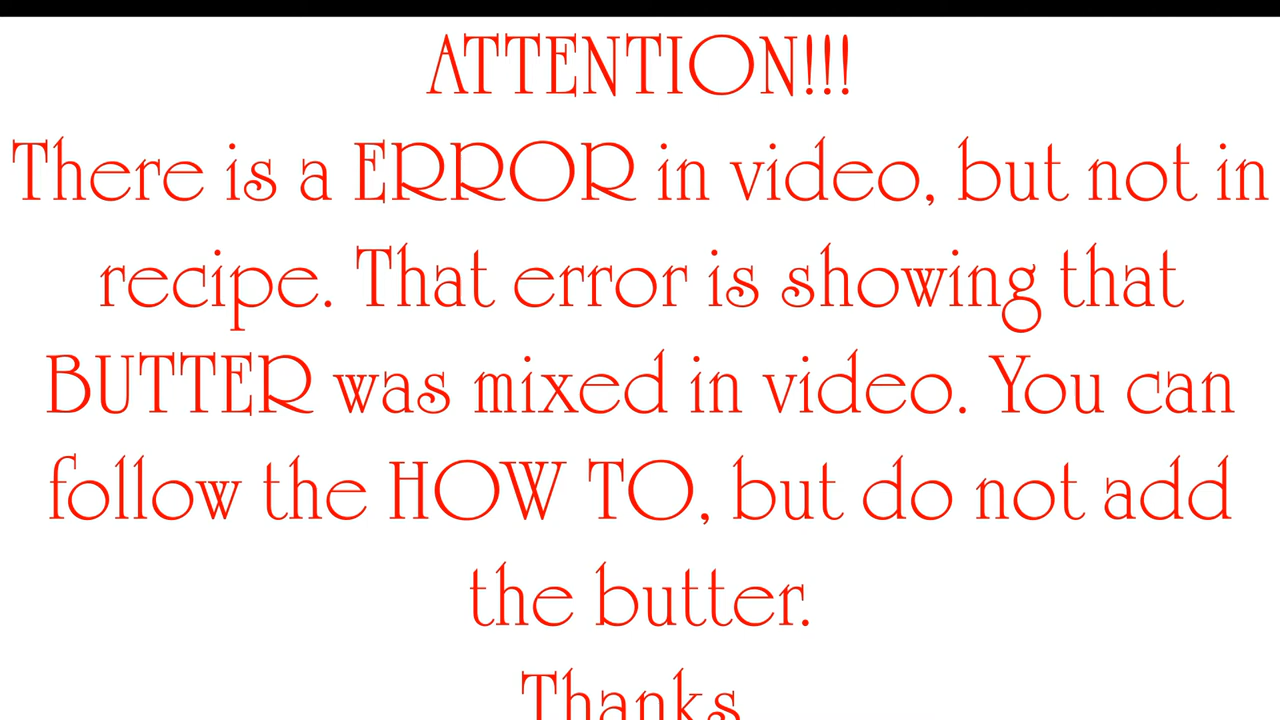 ATTENTION!!!
There is a ERROR in video, but not in
recipe. That error is showing that
BUTTER was mixed in video. You can
follow the HOW TO, but do not add
the butter.
Thanks